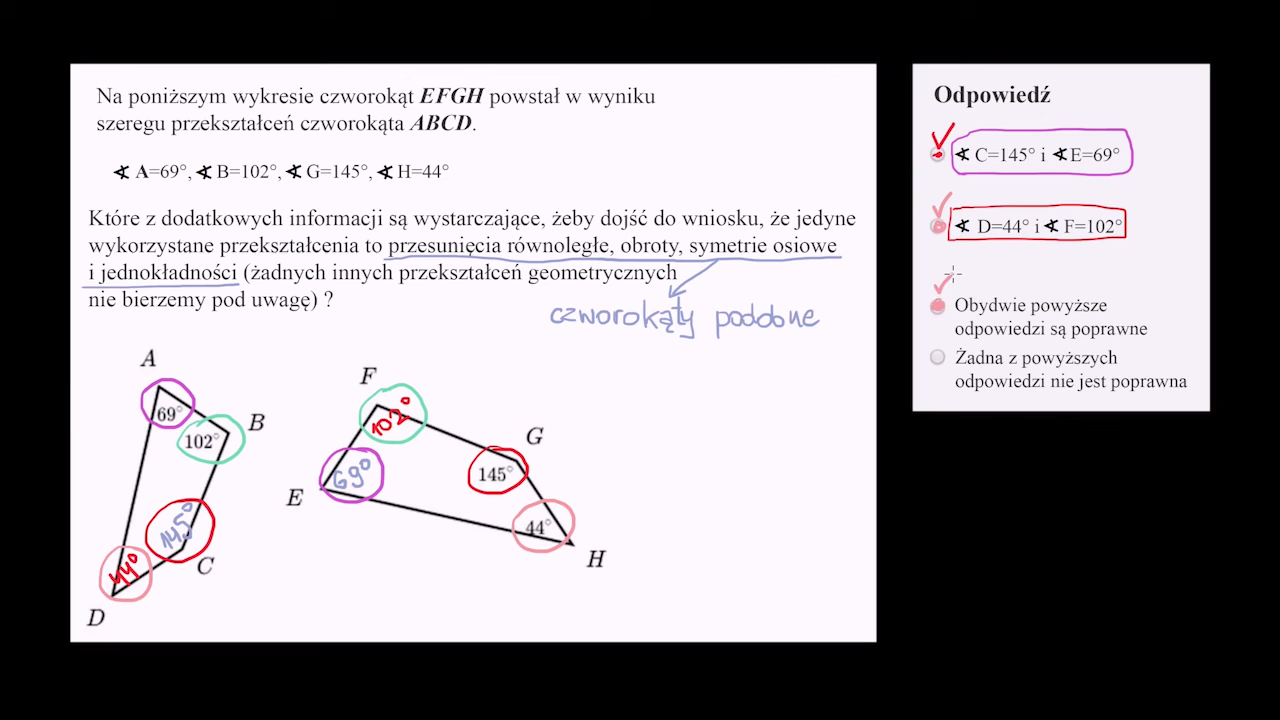 Na poniższym wykresie czworokąt EFGH powstał w wyniku
szeregu przekształceń czworokąta ABCD.
∢ A=69°, ∢ B=102°, ∢ G=145°, ∢ H=44°
Które z dodatkowych informacji są wystarczające, żeby dojść do wniosku, że jedyne
wykorzystane przekształcenia to przesunięcia równoległe, obroty, symetrie osiowe
i jednokładności (żadnych innych przekształceń geometrycznych
nie bierzemy pod uwagę) ?
czworokąty podobne
A
69°
B
102°
145°
C
44°
D
F
102°
G
145°
E
69°
44°
H
Odpowiedź
∢ C=145° i ∢E=69°
∢ D=44° i ∢ F=102°
Obydwie powyższe
odpowiedzi są poprawne
Żadna z powyższych
odpowiedzi nie jest poprawna